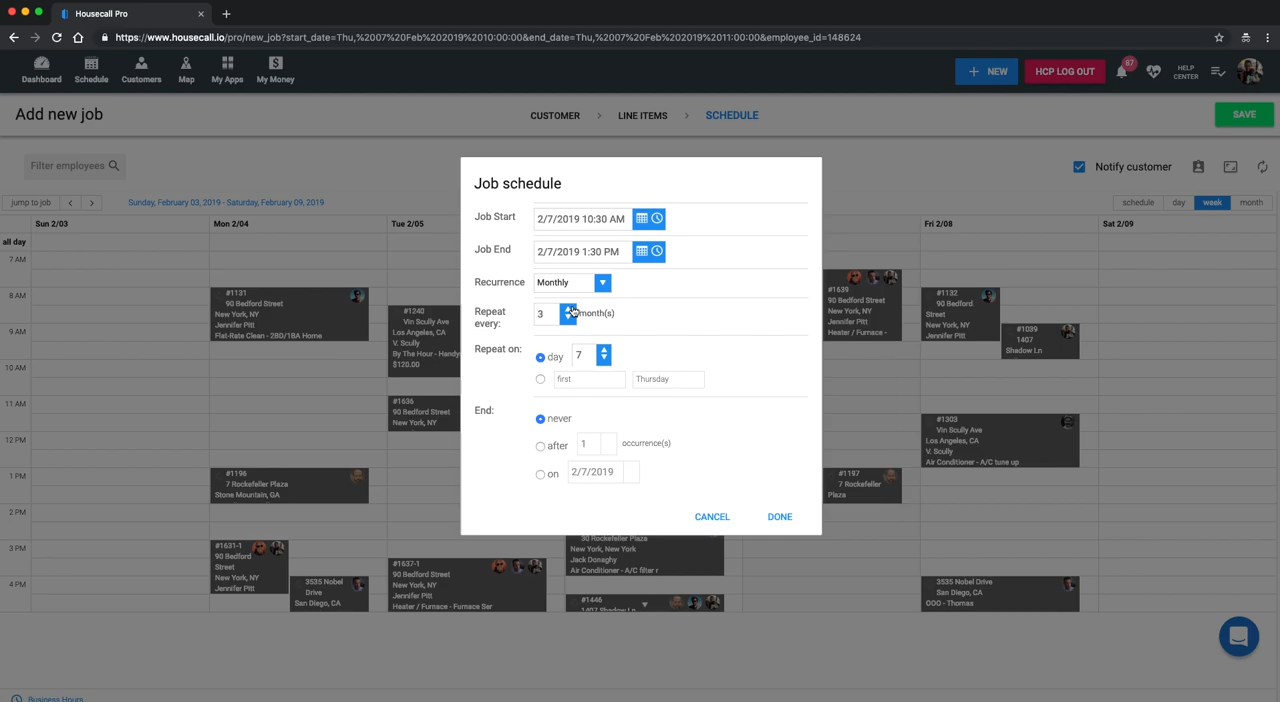 Housecall Pro
https://www.housecall.io/pro/new_job?start_date=Thu,%2007%20Feb%202019%2010:00:00&end_date=Thu,%2007%20Feb%202019%2011:00:00&employee_id=148624
Dashboard
Schedule
Customers
Map
My Apps
My Money
+ NEW
HCP LOG OUT
87
HELP
CENTER
Add new job
CUSTOMER > LINE ITEMS > SCHEDULE
SAVE
Filter employees
Notify customer
jump to job
Sunday, February 03, 2019 - Saturday, February 09, 2019
schedule day week month
Sun 2/03
Mon 2/04
Tue 2/05
Fri 2/08
Sat 2/09
all day
7 AM
8 AM
9 AM
10 AM
11 AM
12 PM
1 PM
2 PM
3 PM
4 PM
#1131
90 Bedford Street
New York, NY
Jennifer Pitt
Flat-Rate Clean - 2BD/1BA Home
#1196
7 Rockefeller Plaza
Stone Mountain, GA
#1631-1
90 Bedford
Street
New York, NY
Jennifer Pitt
3535 Nobel
Drive
San Diego, CA
#1240
Vin Scully Ave
Los Angeles, CA
V. Scully
By The Hour - Handy
$120.00
#1636
90 Bedford Street
New York, NY
#1637-1
90 Bedford Street
New York, NY
Jennifer Pitt
Heater / Furnace - Furnace Ser
Job schedule
Job Start
2/7/2019 10:30 AM
Job End
2/7/2019 1:30 PM
Recurrence
Monthly
Repeat
every:
3
month(s)
Repeat on:
day
7
first
Thursday
End:
never
after
1
occurrence(s)
on
2/7/2019
CANCEL
DONE
30 Rockefeller Plaza
New York, New York
Jack Donaghy
Air Conditioner - A/C filter r
#1446
1407 Shadow Ln
#1639
90 Bedford Street
New York, NY
Jennifer Pitt
Heater / Furnace -
#1197
7 Rockefeller
Plaza
#1132
90 Bedford
Street
New York, NY
Jennifer Pitt
#1089
1407
Shadow Ln
#1303
Vin Scully Ave
Los Angeles, CA
V. Scully
Air Conditioner - A/C tune up
3535 Nobel Drive
San Diego, CA
OOO - Thomas
Business Hours